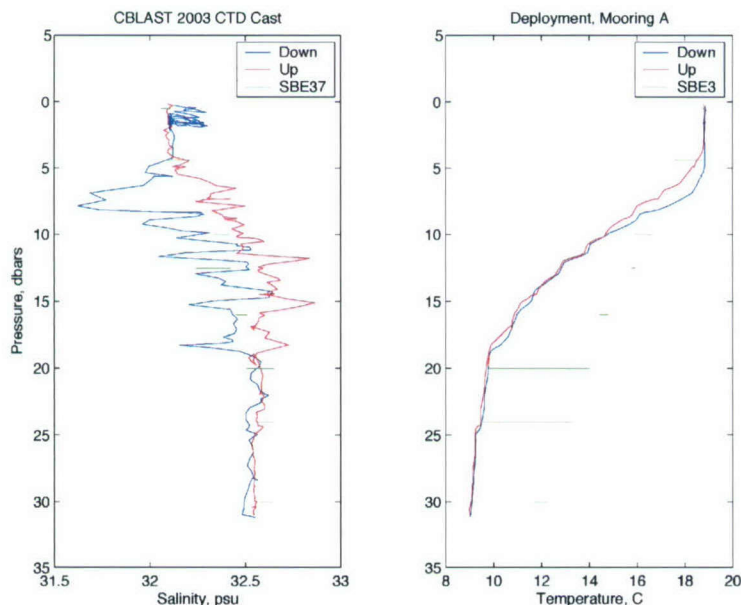 CBLAST 2003 CTD Cast
Down
Up
SBE37
5
0
5
10
15
20
25
30
35
31.5
32
32.5
33
Pressure, dbars
Salinity, psu
Deployment, Mooring A
Down
Up
SBE3
5
0
5
10
15
20
25
30
35
8
10
12
14
16
18
20
Temperature, C